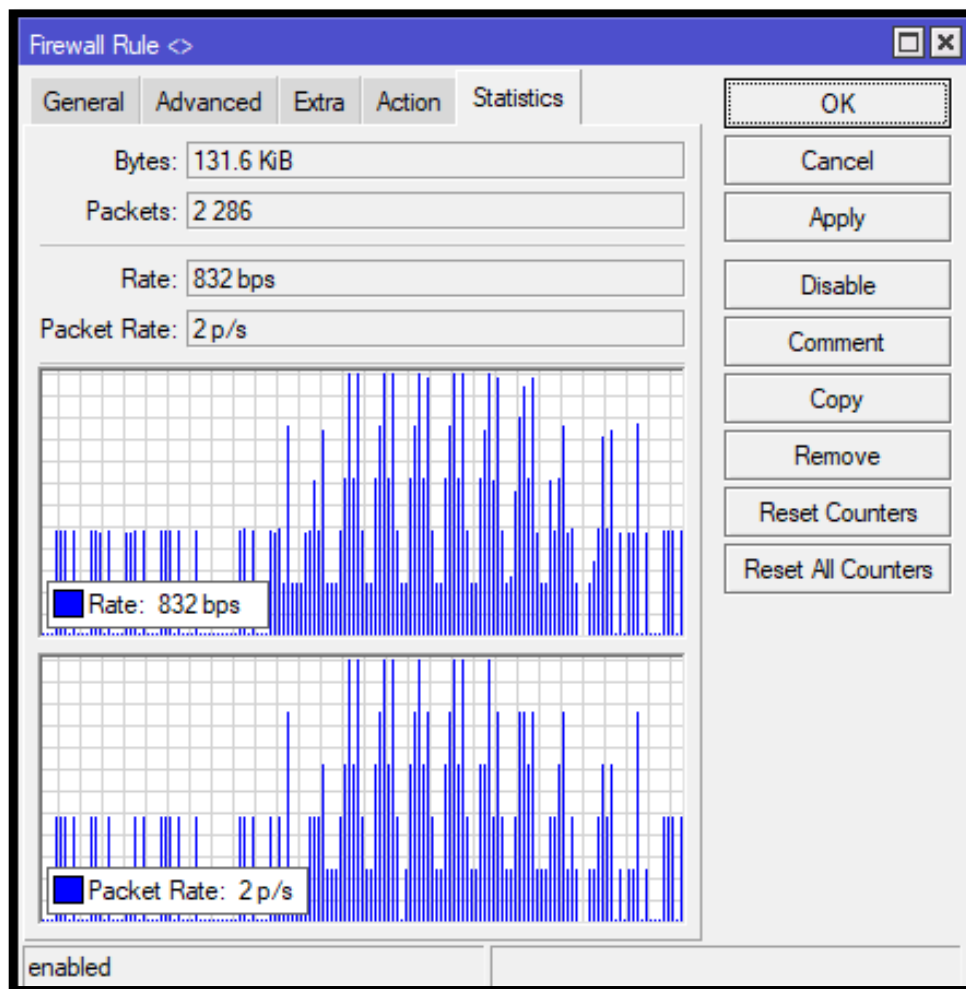 Firewall Rule <>
General Advanced Extra Action Statistics
OK
Bytes: 131.6 KiB
Cancel
Packets: 2 286
Apply
Rate: 832 bps
Disable
Packet Rate: 2 p/s
Comment
Copy
Remove
Reset Counters
Reset All Counters
Rate: 832 bps
Packet Rate: 2 p/s
enabled